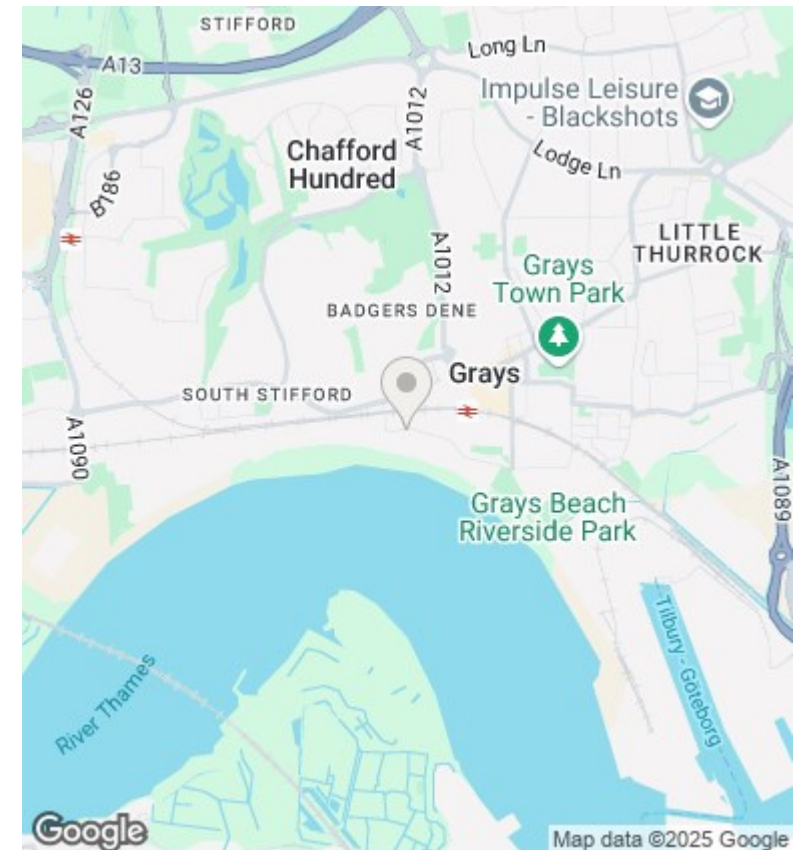 STIFFORD
Long Ln
A13
A126
A1012
Impulse Leisure
- Blackshots
Chafford
Hundred
Lodge Ln
B186
A1012
LITTLE
THURROCK
Grays
Town Park
BADGERS DENE
Grays
SOUTH STIFFORD
A1090
A1089
Grays Beach
Riverside Park
Tilbury - Göteborg
River Thames
Google
Map data ©2025 Google